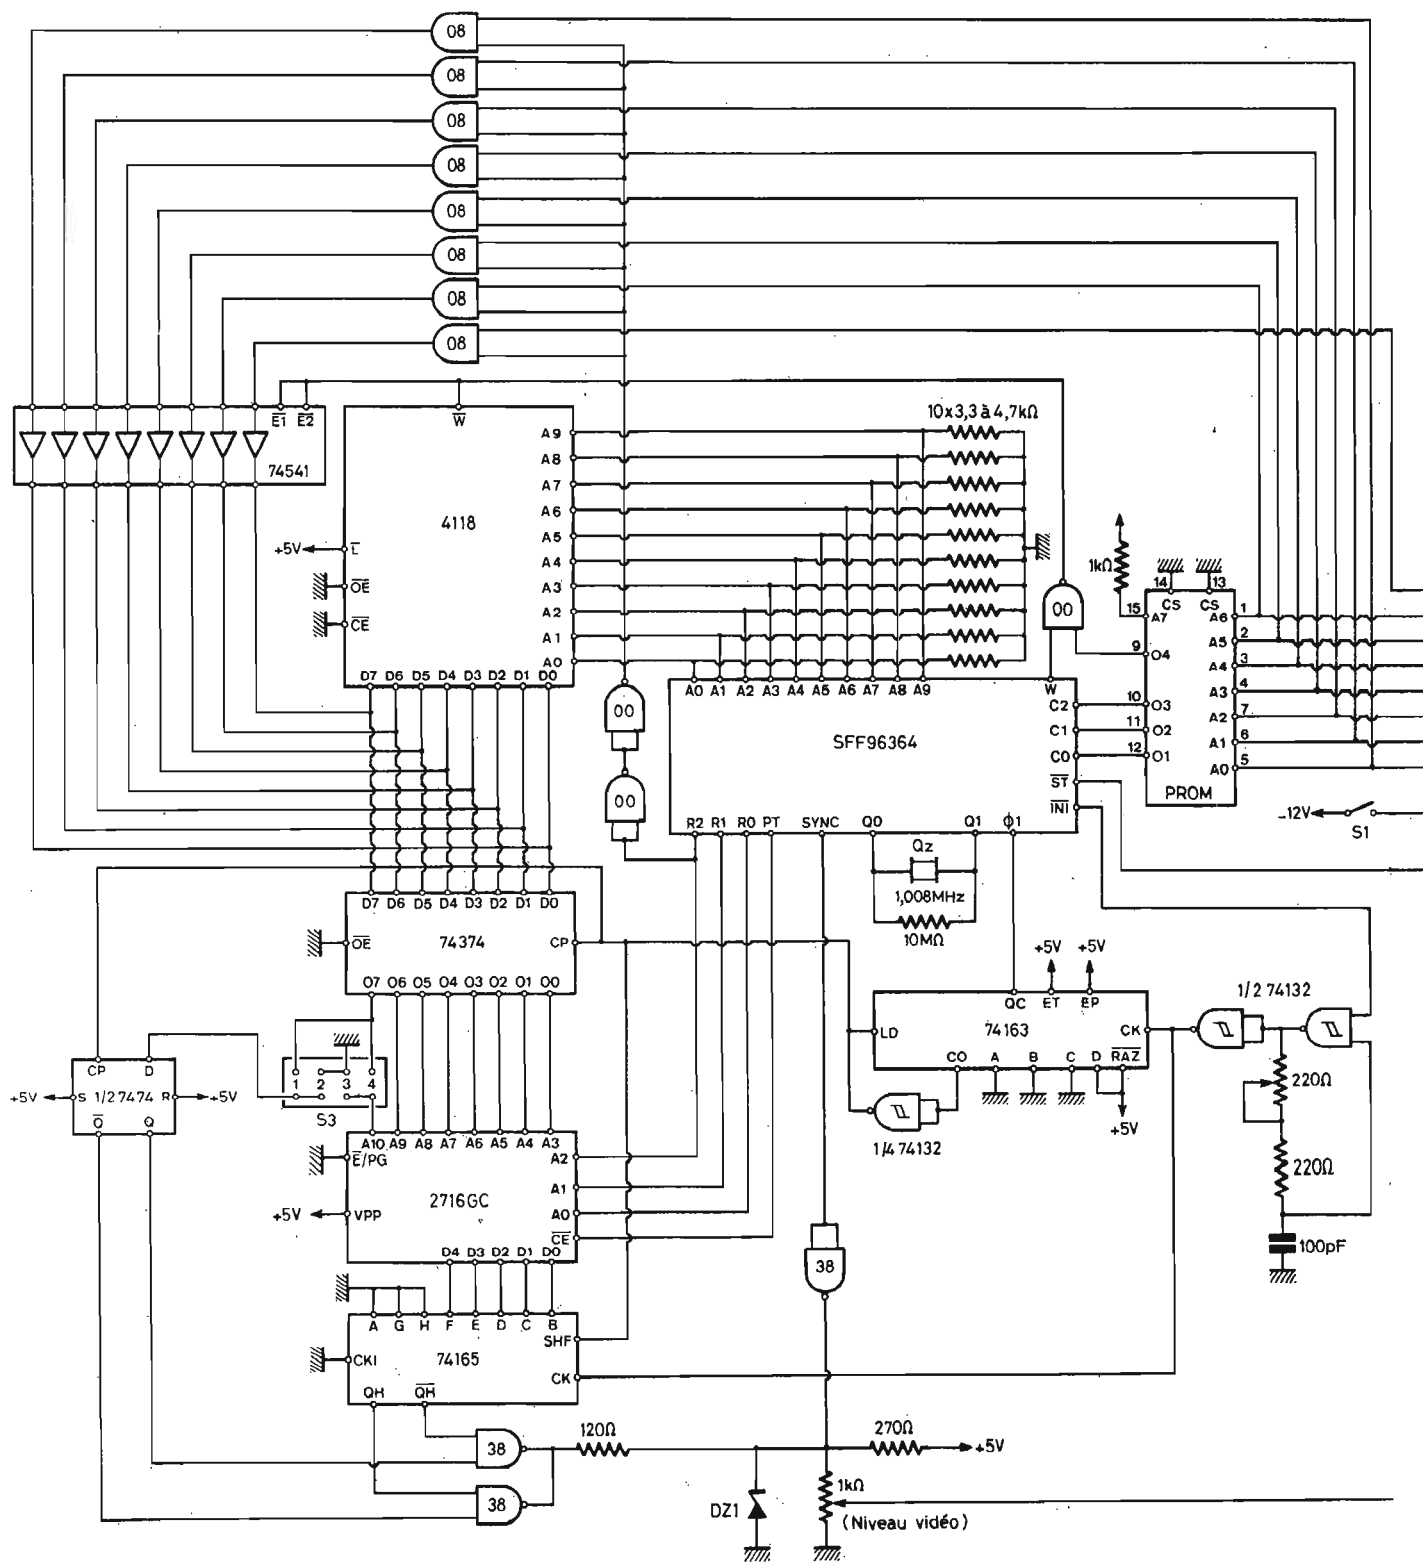 08
08
08
08
08
08
08
08
E1 E2
74541
W
4118
+5V L
OE
CE
A9
A8
A7
A6
A5
A4
A3
A2
A1
A0
D7 D6 D5 D4 D3 D2 D1 D0
10x3,3 à 4,7kΩ
00
00
00
A0 A1 A2 A3 A4 A5 A6 A7 A8 A9 W
SFF96364
C2
C1
C0
ST
INI
R2 R1 R0 PT SYNC Q0 Q1 Φ1
1kΩ
14 13
CS CS
15 A7
9 O4
10 O3
11 O2
12 O1
A6 1
A5 2
A4 3
A3 4
A2 7
A1 6
A0 5
PROM
-12V
S1
Qz
1,008MHz
10MΩ
D7 D6 D5 D4 D3 D2 D1 D0
OE
74374
CP
O7 O6 O5 O4 O3 O2 O1 O0
+5V +5V
QC ET EP
74163
LD
CK
CO A B C D RAZ
+5V
1/2 74132
1/4 74132
220Ω
220Ω
100pF
CP D
+5V S 1/2 7474 R +5V
Q Q
1 2 3 4
S3
A10 A9 A8 A7 A6 A5 A4 A3
E/PG
2716GC
+5V VPP
A2
A1
A0
CE
D4 D3 D2 D1 D0
38
A G H F E D C B
SHF
CKI
74165
CK
QH QH
38
38
120Ω
270Ω
+5V
DZ1
1kΩ
(Niveau vidéo)